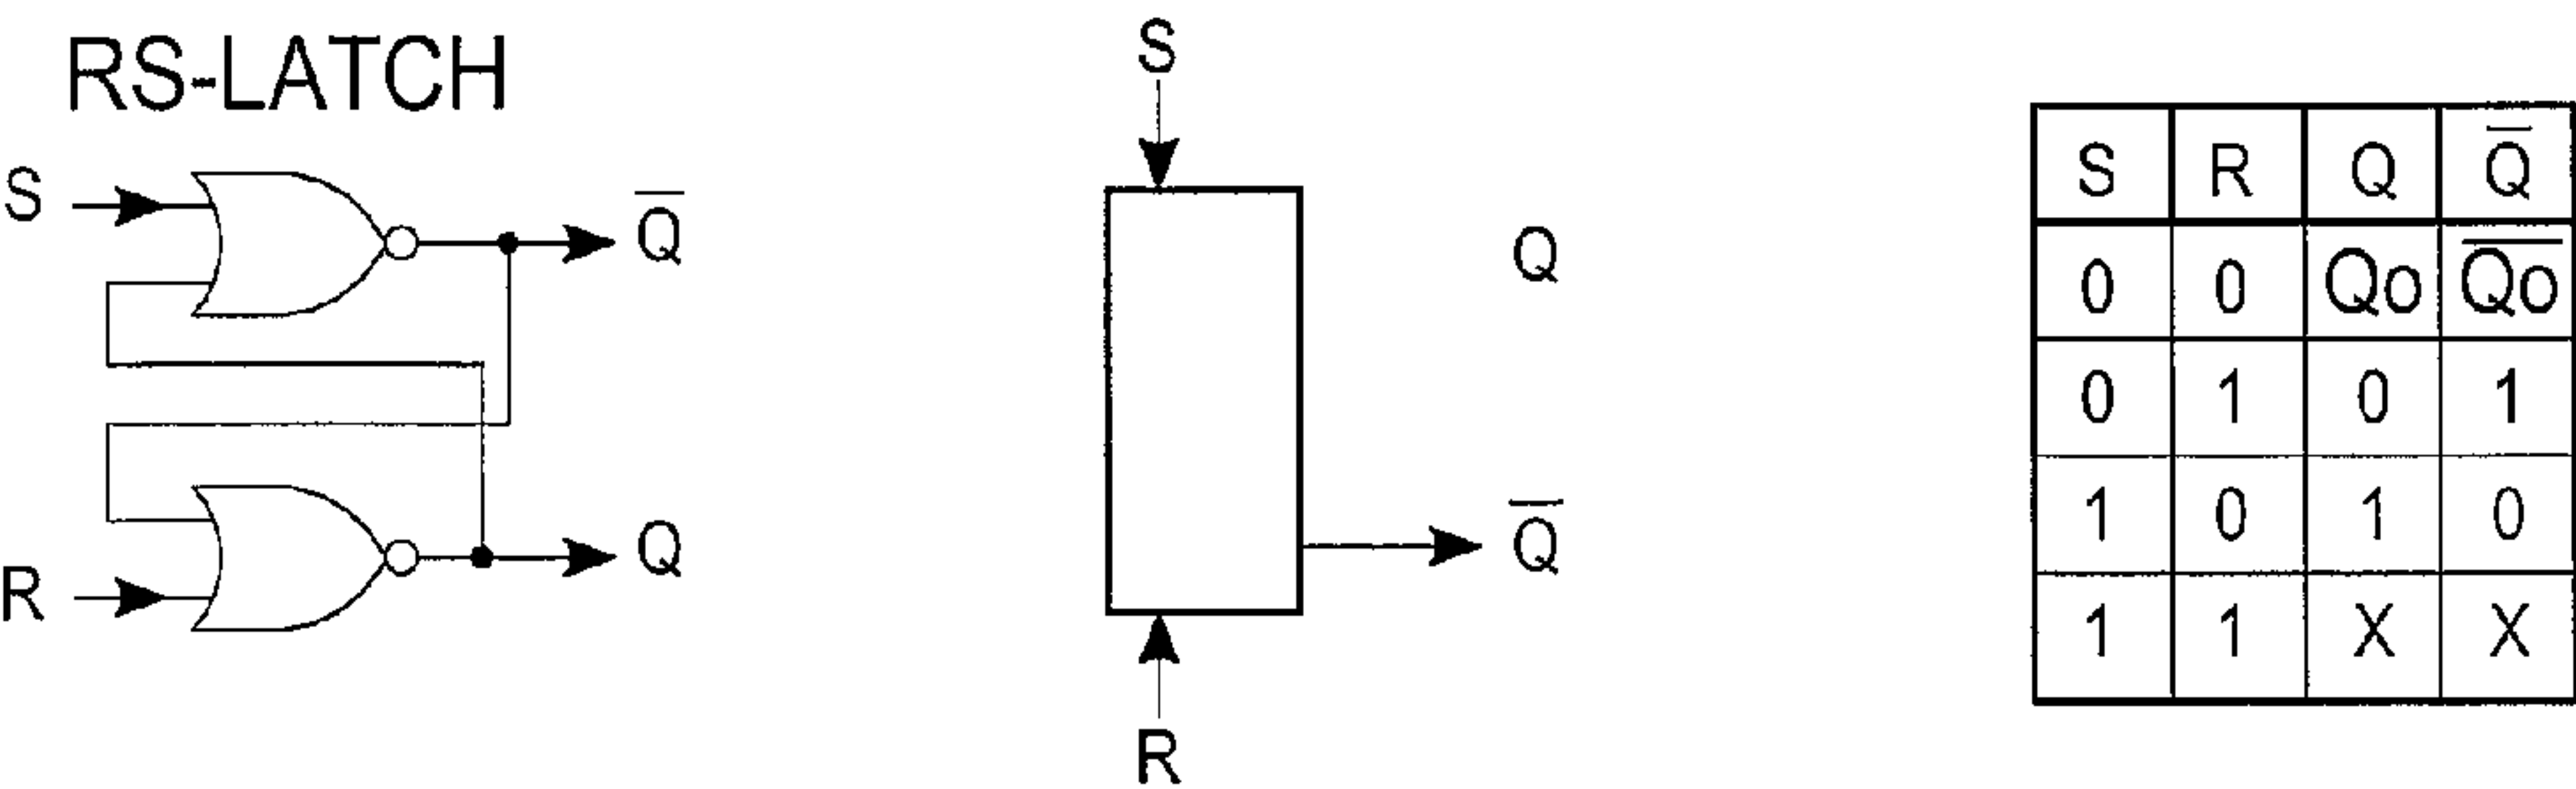 RS-LATCH
S
Q̅
R
Q
S
Q
Q̅
R
S R Q Q̅
0 0 Qo Q̅o̅
0 1 0 1
1 0 1 0
1 1 X X